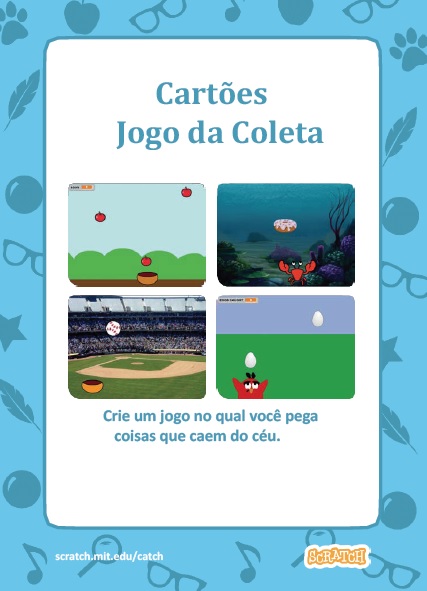 Cartões
Jogo da Coleta
Crie um jogo no qual você pega
coisas que caem do céu.
scratch.mit.edu/catch
SCRATCH